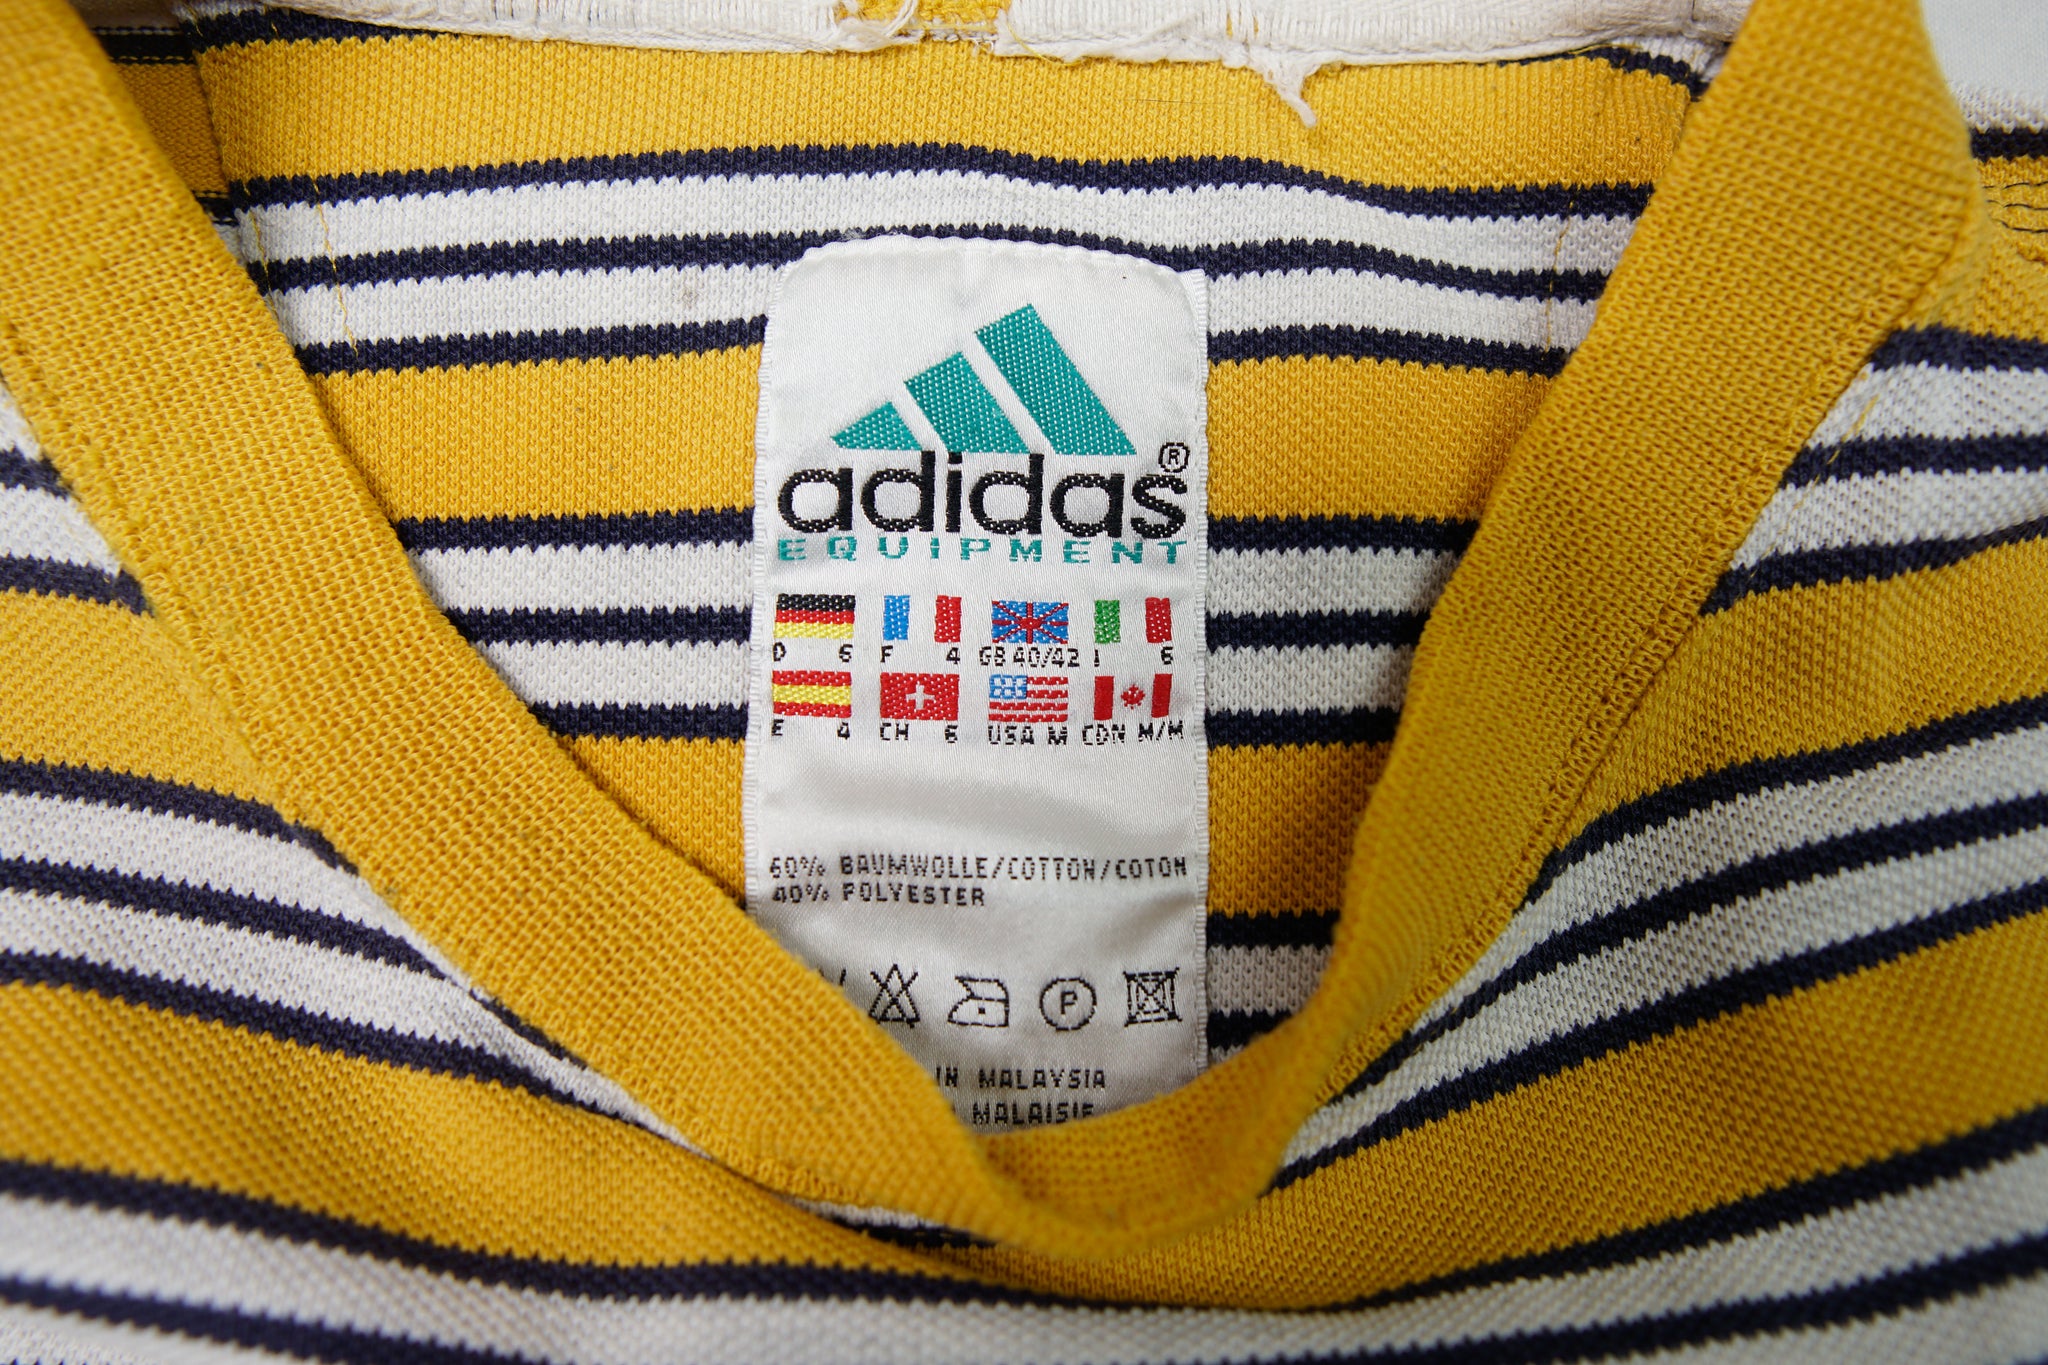 adidas®
EQUIPMENT
D 6 F 4 GB 40/42 I 6
E 4 CH 6 USA M CDN M/M
60% BAUMWOLLE/COTTON/COTON
40% POLYESTER
P
IN MALAYSIA
MALAISIE